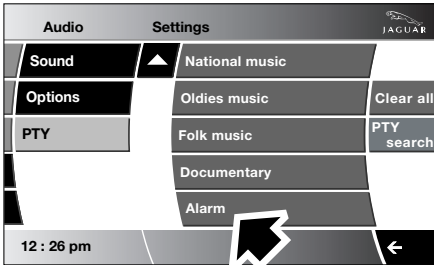 Audio Settings
JAGUAR
Sound
Options
PTY
National music
Oldies music
Folk music
Documentary
Alarm
Clear all
PTY
search
12 : 26 pm